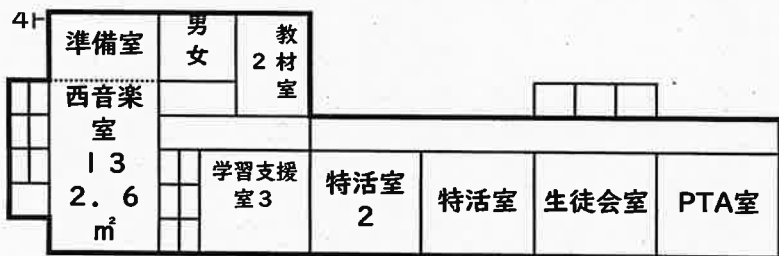 4
準備室
男
女
教
材
室
2
西音楽
室
13
2.6
㎡
学習支援
室3
特活室
2
特活室
生徒会室
PTA室